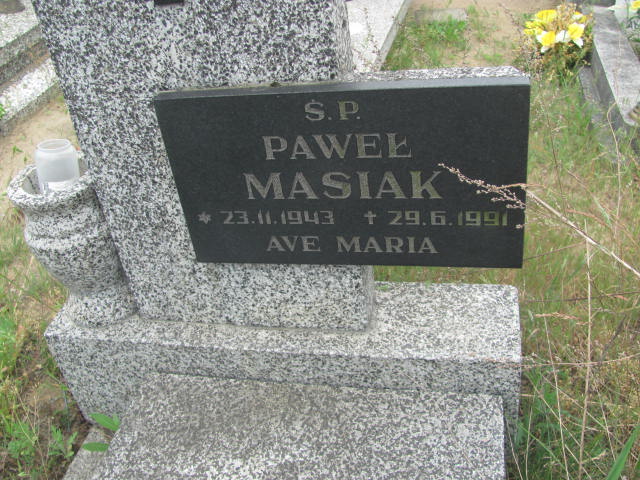 Ś.P.
PAWEŁ
MASIAK
* 23.11.1943 + 29.6.1991
AVE MARIA